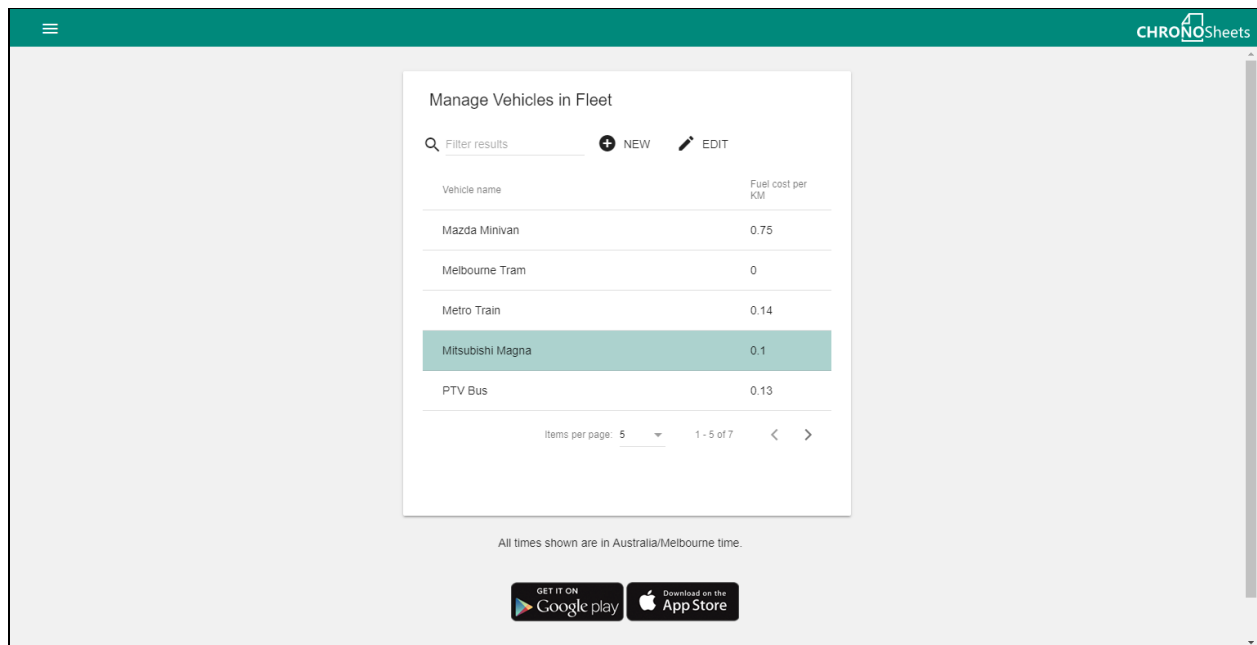 CHRONOSheets
Manage Vehicles in Fleet
Filter results NEW EDIT
Vehicle name Fuel cost per
KM
Mazda Minivan 0.75
Melbourne Tram 0
Metro Train 0.14
Mitsubishi Magna 0.1
PTV Bus 0.13
Items per page: 5 1 - 5 of 7
All times shown are in Australia/Melbourne time.
GET IT ON
Google play
Download on the
App Store